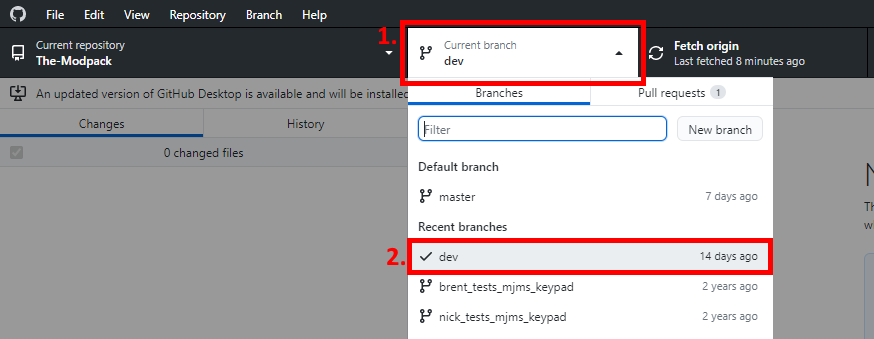 File Edit View Repository Branch Help
1.
Current repository
The-Modpack
Current branch
dev
Fetch origin
Last fetched 8 minutes ago
An updated version of GitHub Desktop is available and will be installed
Branches
Pull requests 1
Changes
History
Filter
New branch
0 changed files
Default branch
master 7 days ago
Recent branches
2.
dev 14 days ago
brent_tests_mjms_keypad 2 years ago
nick_tests_mjms_keypad 2 years ago